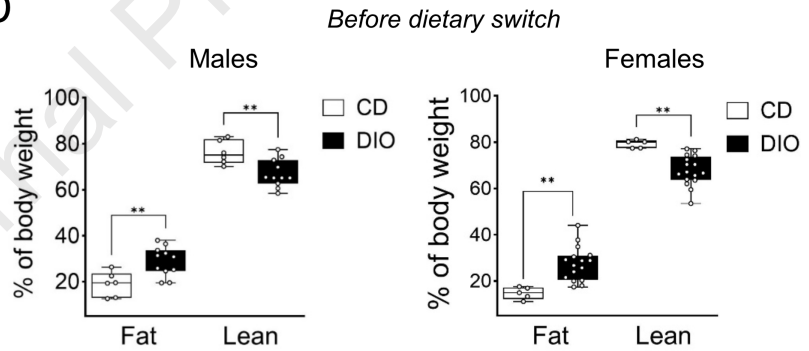 Before dietary switch
Males
Females
% of body weight
100
80
60
40
20
**
**
Fat
Lean
CD
DIO
% of body weight
100
80
60
40
20
**
**
Fat
Lean
CD
DIO